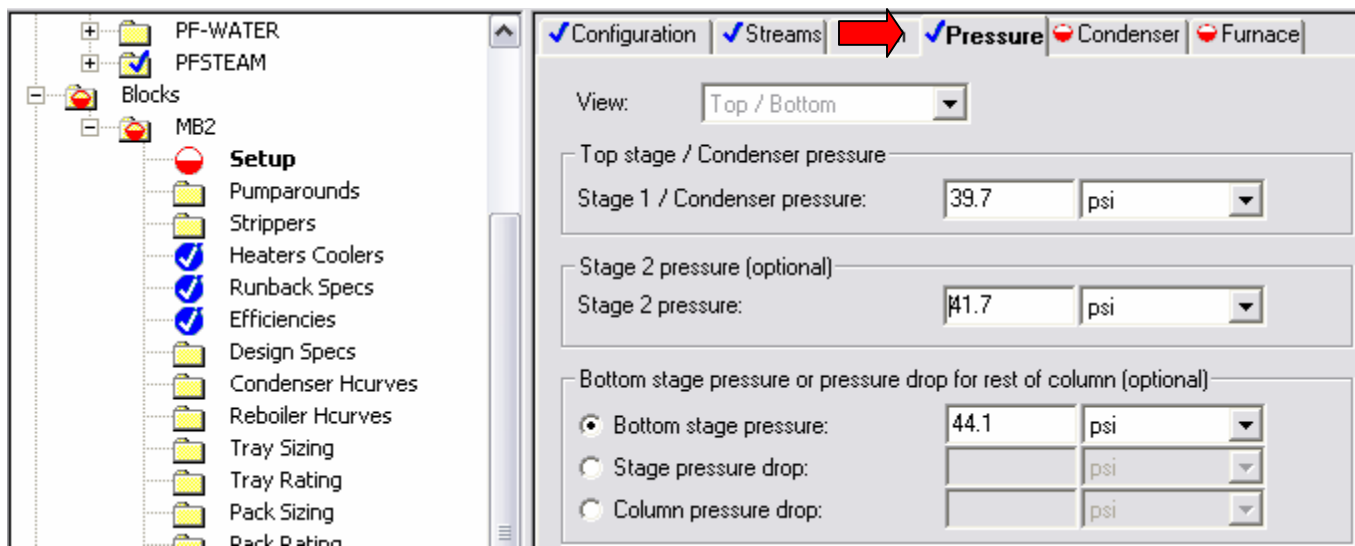 PF-WATER
PFSTEAM
Blocks
MB2
Setup
Pumparounds
Strippers
Heaters Coolers
Runback Specs
Efficiencies
Design Specs
Condenser Hcurves
Reboiler Hcurves
Tray Sizing
Tray Rating
Pack Sizing
Pack Rating
Configuration Streams Pressure Condenser Furnace
View: Top / Bottom
Top stage / Condenser pressure
Stage 1 / Condenser pressure: 39.7 psi
Stage 2 pressure (optional)
Stage 2 pressure: 41.7 psi
Bottom stage pressure or pressure drop for rest of column (optional)
Bottom stage pressure: 44.1 psi
Stage pressure drop: psi
Column pressure drop: psi